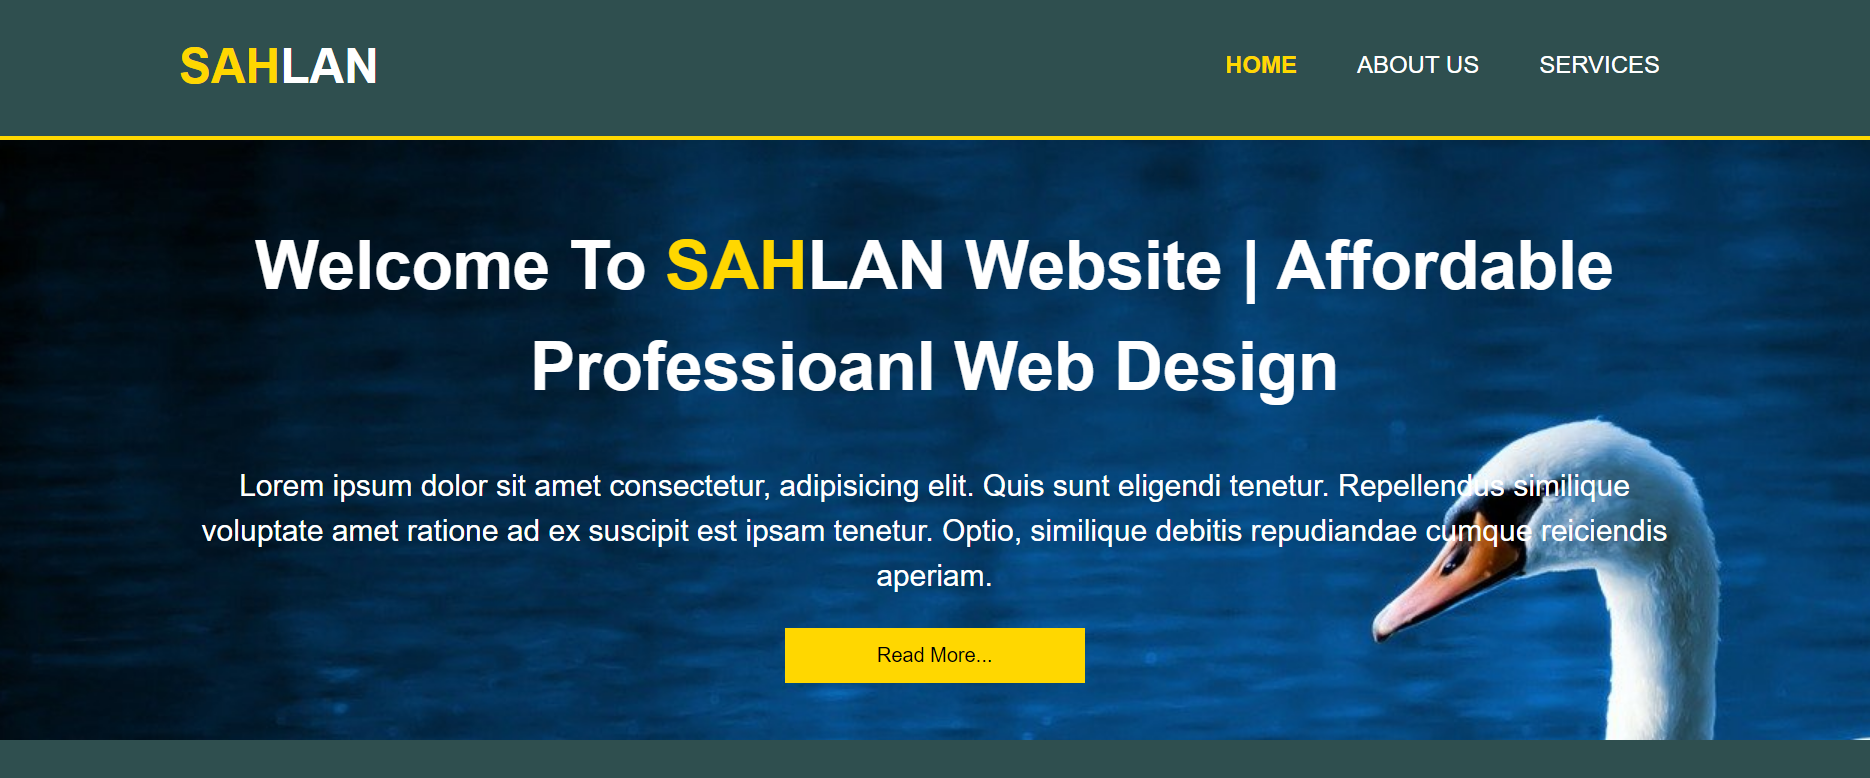 SAHLAN
HOME ABOUT US SERVICES
Welcome To SAHLAN Website | Affordable
Professioanl Web Design
Lorem ipsum dolor sit amet consectetur, adipisicing elit. Quis sunt eligendi tenetur. Repellendus similique
voluptate amet ratione ad ex suscipit est ipsam tenetur. Optio, similique debitis repudiandae cumque reiciendis
aperiam.
Read More...